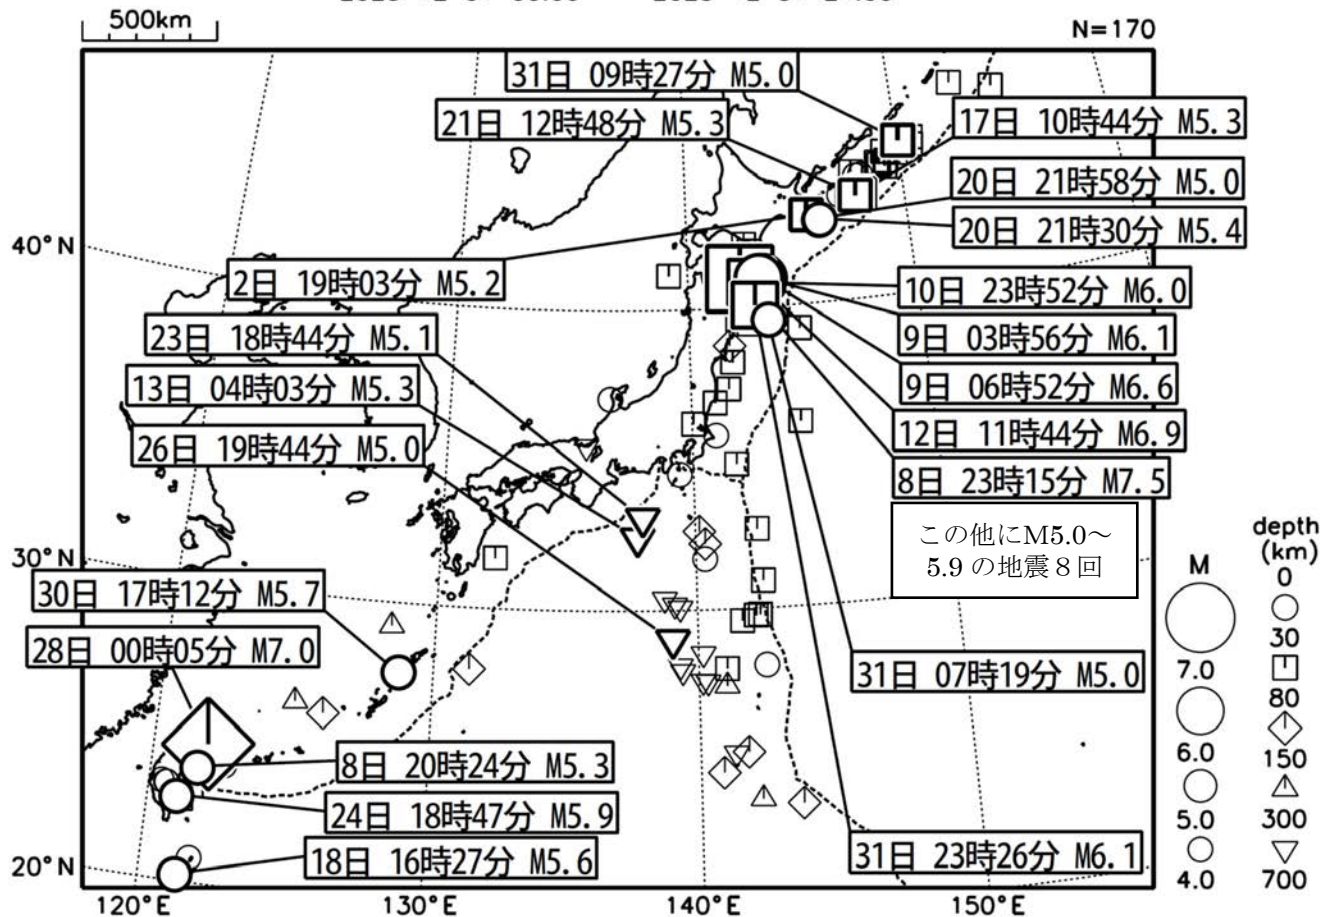 500km
N=170
31日 09時27分 M5.0
21日 12時48分 M5.3
17日 10時44分 M5.3
20日 21時58分 M5.0
20日 21時30分 M5.4
40°N
2日 19時03分 M5.2
10日 23時52分 M6.0
23日 18時44分 M5.1
9日 03時56分 M6.1
13日 04時03分 M5.3
9日 06時52分 M6.6
26日 19時44分 M5.0
12日 11時44分 M6.9
8日 23時15分 M7.5
この他にM5.0～
5.9の地震８回
30°N
30日 17時12分 M5.7
28日 00時05分 M7.0
31日 07時19分 M5.0
8日 20時24分 M5.3
24日 18時47分 M5.9
18日 16時27分 M5.6
31日 23時26分 M6.1
20°N
120°E
130°E
140°E
150°E
M
7.0
6.0
5.0
4.0
depth
(km)
0
30
80
150
300
700